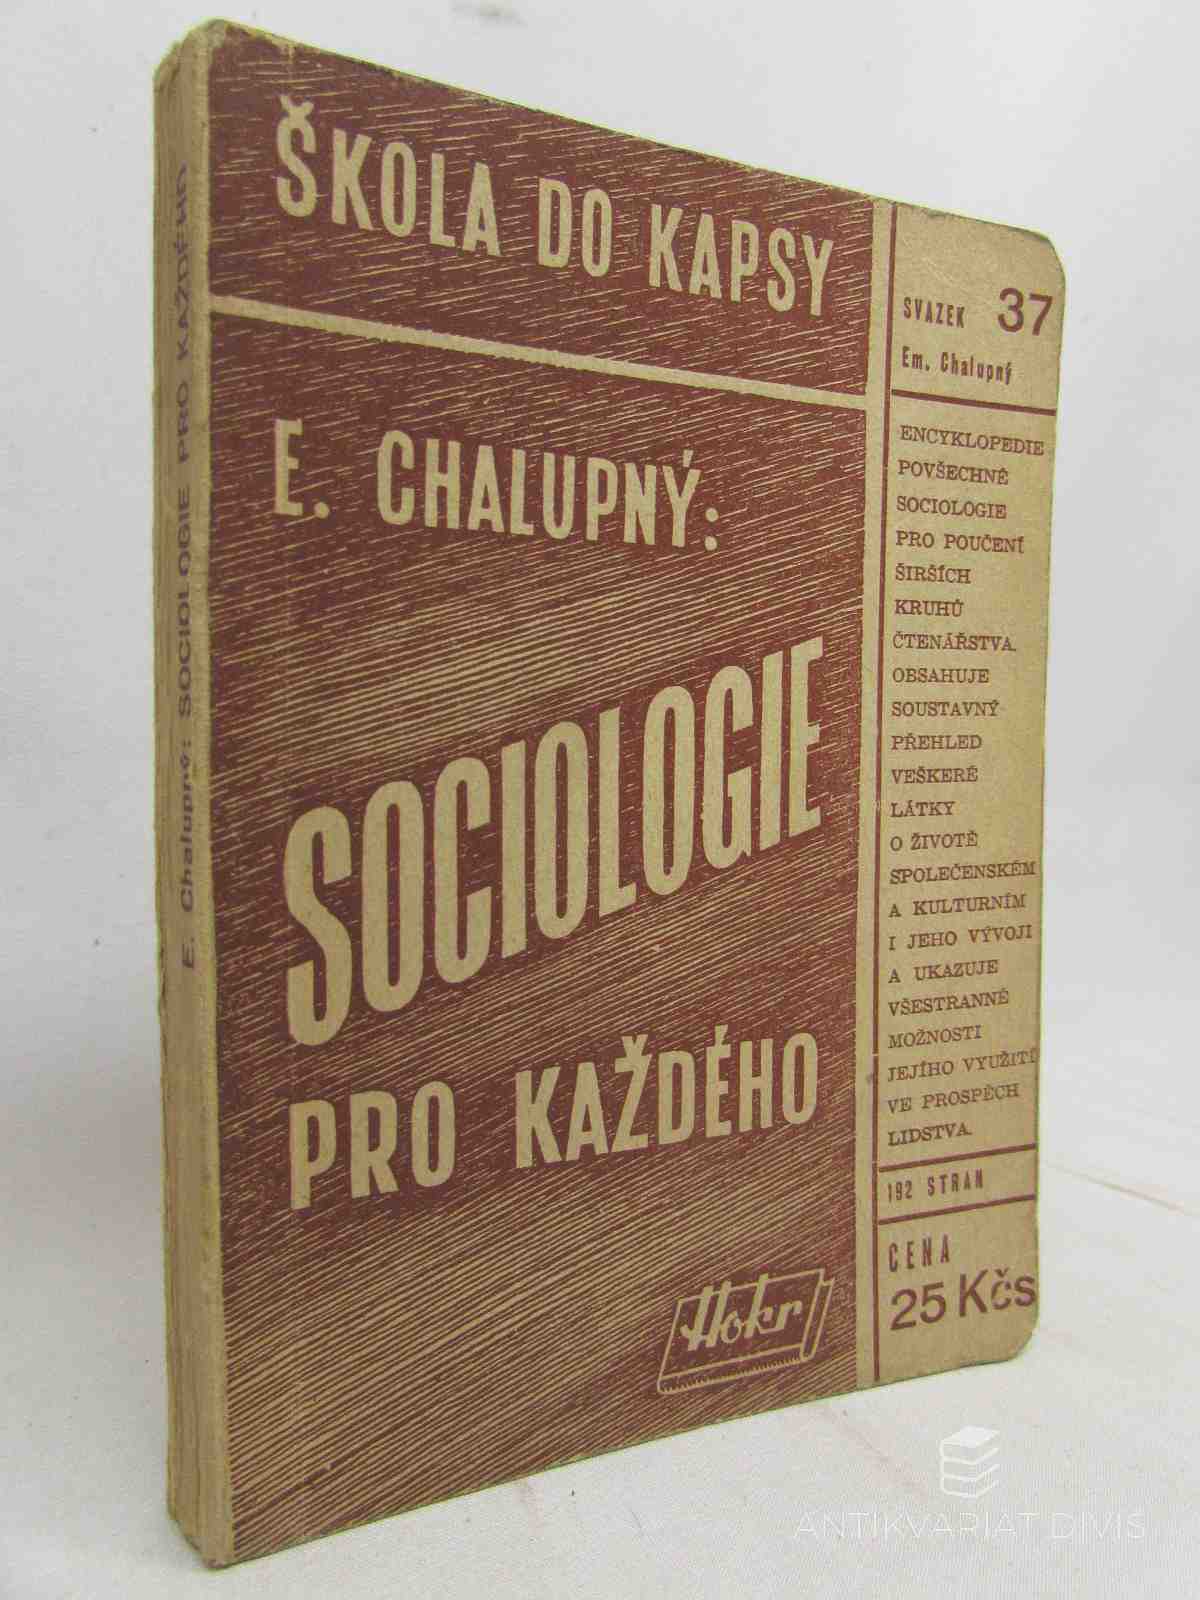 ŠKOLA DO KAPSY
E. CHALUPNÝ:
SOCIOLOGIE
PRO KAŽDÉHO
Hokr
SVAZEK 37
Em. Chalupný
ENCYKLOPEDIE
POVŠECHNÉ
SOCIOLOGIE
PRO POUČENÍ
ŠIRŠÍCH
KRUHŮ
ČTENÁŘSTVA.
OBSAHUJE
SOUSTAVNÝ
PŘEHLED
VEŠKERÉ
LÁTKY
O ŽIVOTĚ
SPOLEČENSKÉM
A KULTURNÍM
I JEHO VÝVOJI
A UKAZUJE
VŠESTRANNÉ
MOŽNOSTI
JEJÍHO VYUŽITÍ
VE PROSPĚCH
LIDSTVA.
192 STRAN
CENA
25 Kčs
E. Chalupný: SOCIOLOGIE PRO KAŽDÉHO
ANTIKVARIAT DIVIS